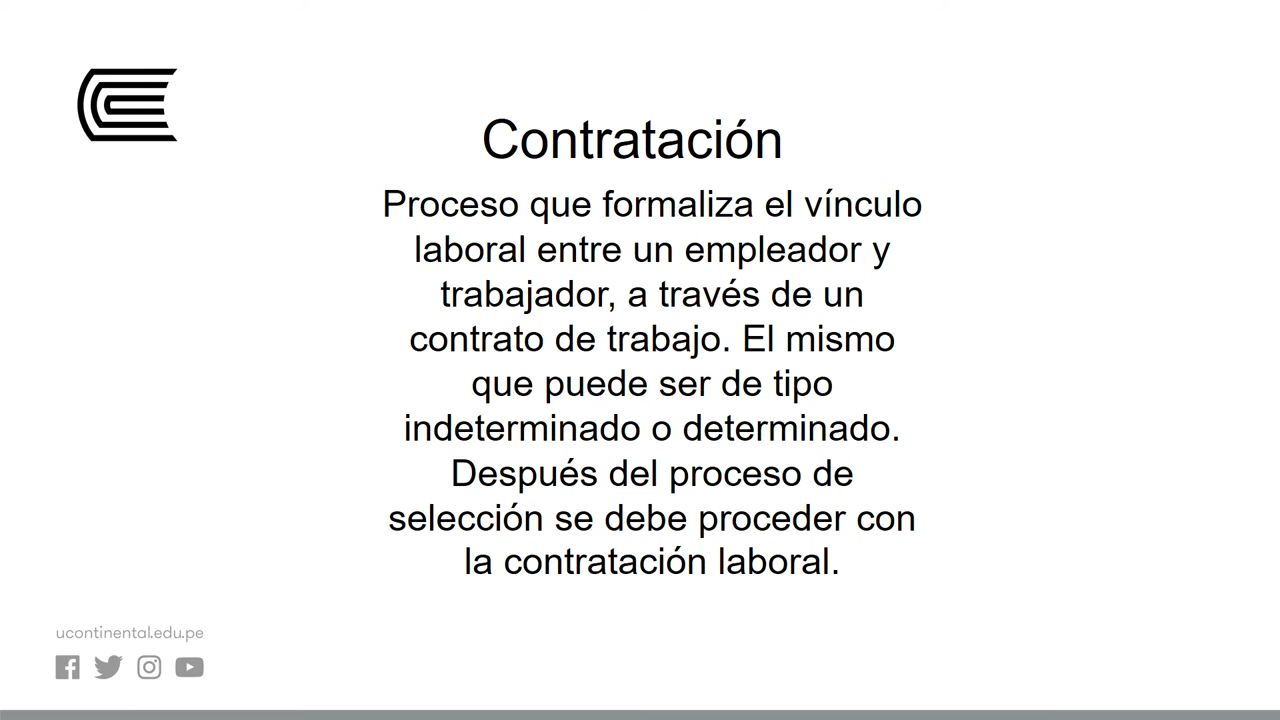 Contratación
Proceso que formaliza el vínculo
laboral entre un empleador y
trabajador, a través de un
contrato de trabajo. El mismo
que puede ser de tipo
indeterminado o determinado.
Después del proceso de
selección se debe proceder con
la contratación laboral.
ucontinental.edu.pe